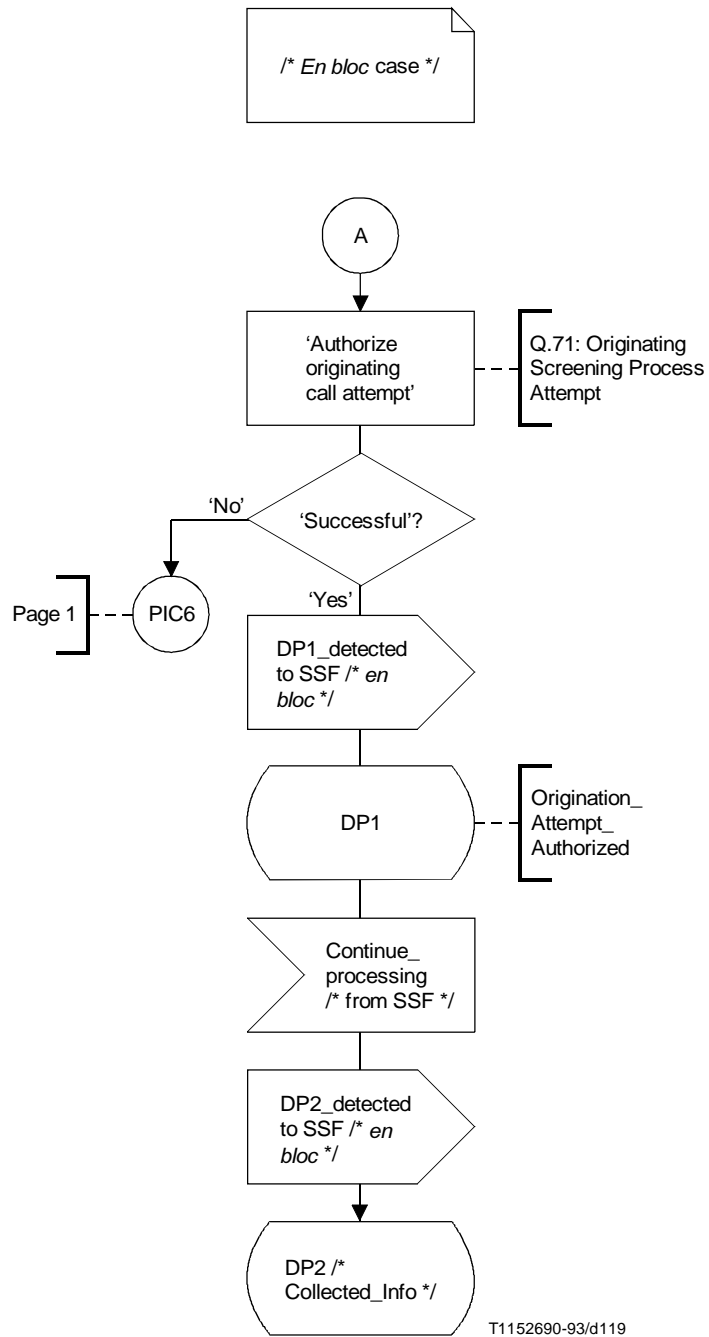 /* En bloc case */
A
‘Authorize
originating
call attempt’
Q.71: Originating
Screening Process
Attempt
‘No’
‘Successful’?
‘Yes’
Page 1
PIC6
DP1_detected
to SSF /* en
bloc */
DP1
Origination_
Attempt_
Authorized
Continue_
processing
/* from SSF */
DP2_detected
to SSF /* en
bloc */
DP2 /*
Collected_Info */
T1152690-93/d119